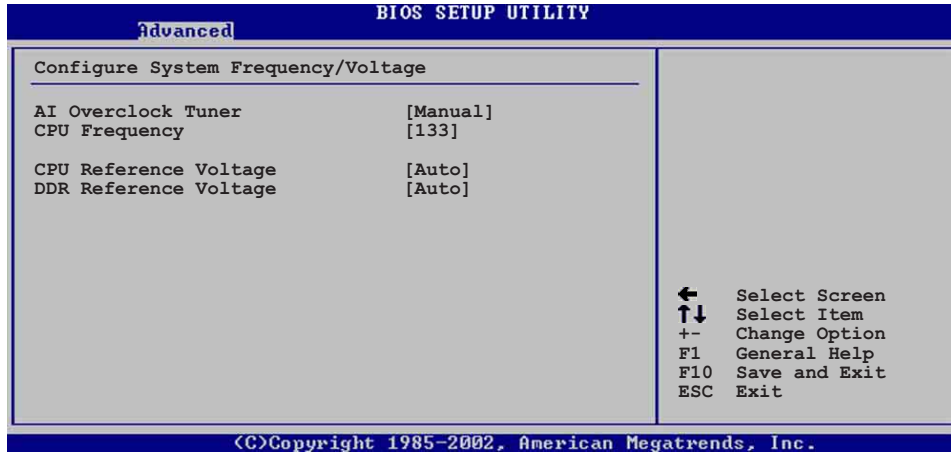 BIOS SETUP UTILITY
Advanced
Configure System Frequency/Voltage
AI Overclock Tuner [Manual]
CPU Frequency [133]
CPU Reference Voltage [Auto]
DDR Reference Voltage [Auto]
← Select Screen
↑↓ Select Item
+- Change Option
F1 General Help
F10 Save and Exit
ESC Exit
(C)Copyright 1985-2002, American Megatrends, Inc.